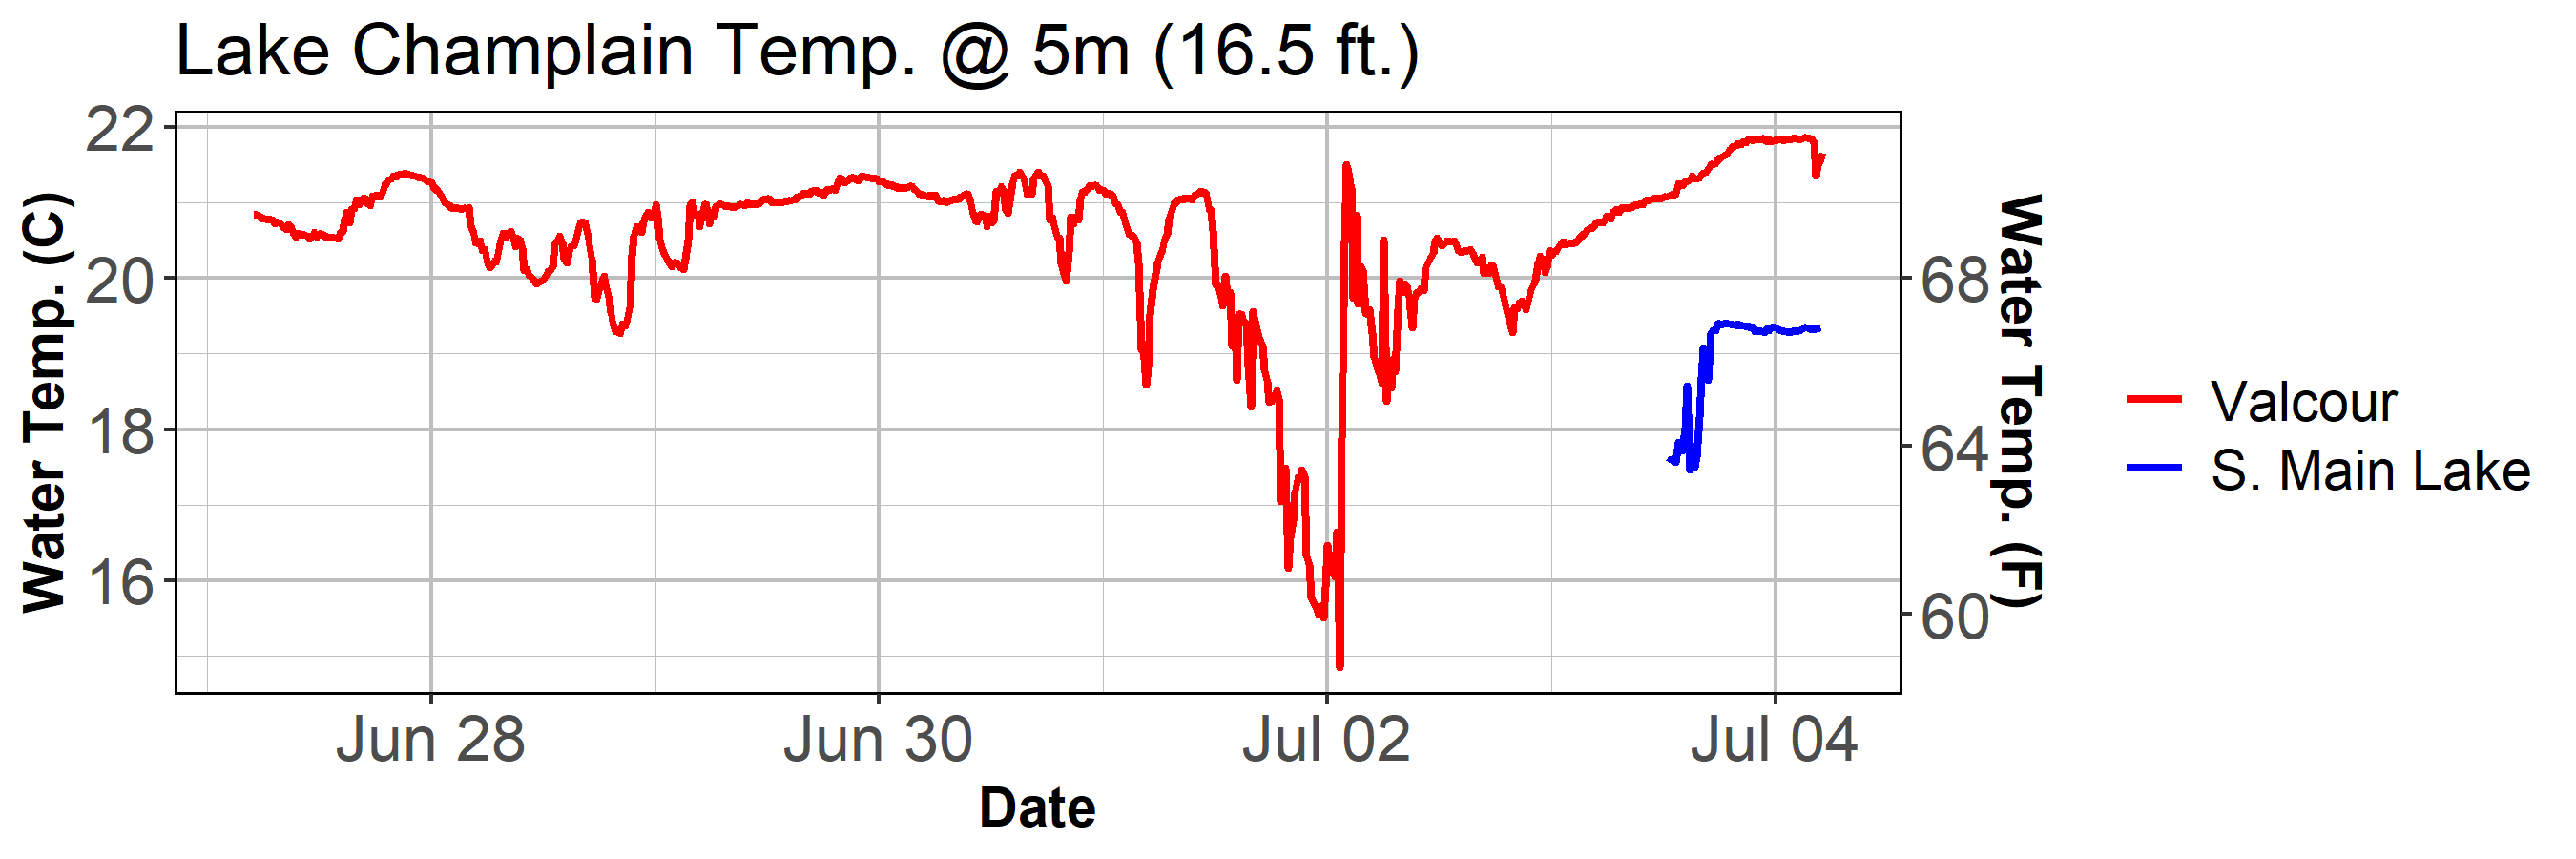 Lake Champlain Temp. @ 5m (16.5 ft.)
22
20
18
16
Water Temp. (C)
68
64
60
Water Temp. (F)
Jun 28
Jun 30
Jul 02
Jul 04
Date
Valcour
S. Main Lake